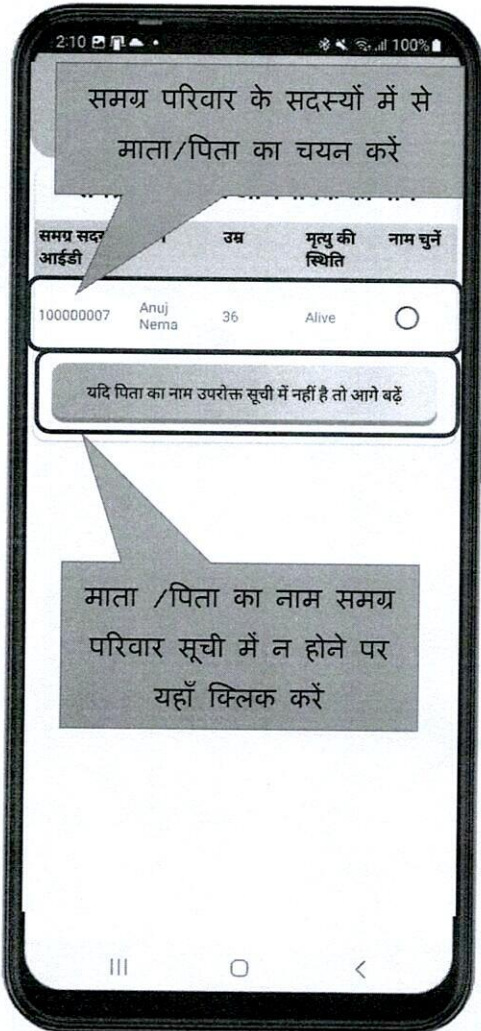 2:10
100%
समग्र परिवार के सदस्यों में से
माता/पिता का चयन करें
समग्र
आईडी
उम्र
मृत्यु की
स्थिति
नाम चुनें
100000007
Anuj
Nema
36
Alive
यदि पिता का नाम उपरोक्त सूची में नहीं है तो आगे बढ़ें
माता /पिता का नाम समग्र
परिवार सूची में न होने पर
यहाँ क्लिक करें